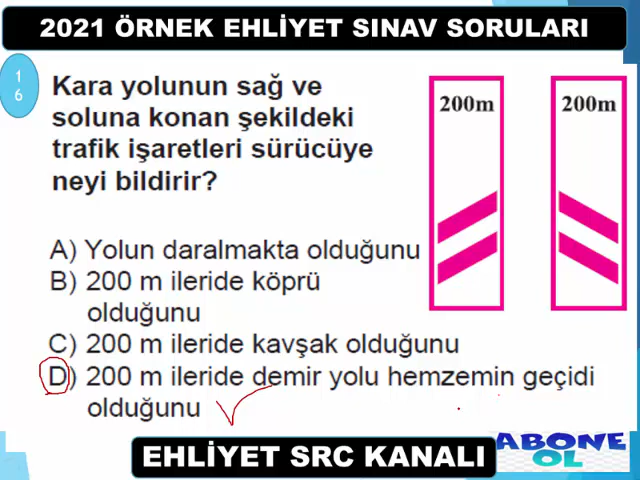 2021 ÖRNEK EHLİYET SINAV SORULARI
1
6
Kara yolunun sağ ve
soluna konan şekildeki
trafik işaretleri sürücüye
neyi bildirir?
200m
200m
A) Yolun daralmakta olduğunu
B) 200 m ileride köprü
olduğunu
C) 200 m ileride kavşak olduğunu
D) 200 m ileride demir yolu hemzemin geçidi
olduğunu
EHLİYET SRC KANALI
ABONE
OL